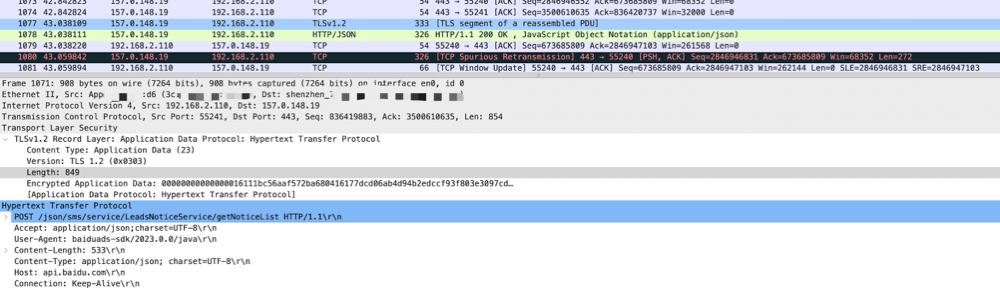 1073 42.842823 157.0.148.19 192.168.2.110 TCP 54 443 → 55240 [ACK] Seq=2846946552 Ack=673685809 Win=68352 Len=0
1074 42.842824 157.0.148.19 192.168.2.110 TCP 54 443 → 55241 [ACK] Seq=3500610635 Ack=836420737 Win=32000 Len=0
1077 43.038109 157.0.148.19 192.168.2.110 TLSv1.2 333 [TLS segment of a reassembled PDU]
1078 43.038111 157.0.148.19 192.168.2.110 HTTP/JSON 326 HTTP/1.1 200 OK , JavaScript Object Notation (application/json)
1079 43.038220 192.168.2.110 157.0.148.19 TCP 54 55240 → 443 [ACK] Seq=673685809 Ack=2846947103 Win=261568 Len=0
1080 43.059842 157.0.148.19 192.168.2.110 TCP 326 [TCP Spurious Retransmission] 443 → 55240 [PSH, ACK] Seq=2846946831 Ack=673685809 Win=68352 Len=272
1081 43.059894 192.168.2.110 157.0.148.19 TCP 66 [TCP Window Update] 55240 → 443 [ACK] Seq=673685809 Ack=2846947103 Win=262144 Len=0 SLE=2846946831 SRE=2846947103
Frame 1071: 908 bytes on wire (7264 bits), 908 bytes captured (7264 bits) on interface en0, id 0
Ethernet II, Src: App :d6 (3c Dst: shenzhen_
Internet Protocol Version 4, Src: 192.168.2.110, Dst: 157.0.148.19
Transmission Control Protocol, Src Port: 55241, Dst Port: 443, Seq: 836419883, Ack: 3500610635, Len: 854
Transport Layer Security
TLSv1.2 Record Layer: Application Data Protocol: Hypertext Transfer Protocol
Content Type: Application Data (23)
Version: TLS 1.2 (0x0303)
Length: 849
Encrypted Application Data: 00000000000000016111bc56aaf572ba680416177dcd06ab4d94b2edccf93f803e3097cd…
[Application Data Protocol: Hypertext Transfer Protocol]
Hypertext Transfer Protocol
POST /json/sms/service/LeadsNoticeService/getNoticeList HTTP/1.1\r\n
Accept: application/json;charset=UTF-8\r\n
User-Agent: baiduads-sdk/2023.0.0/java\r\n
Content-Length: 533\r\n
Content-Type: application/json; charset=UTF-8\r\n
Host: api.baidu.com\r\n
Connection: Keep-Alive\r\n